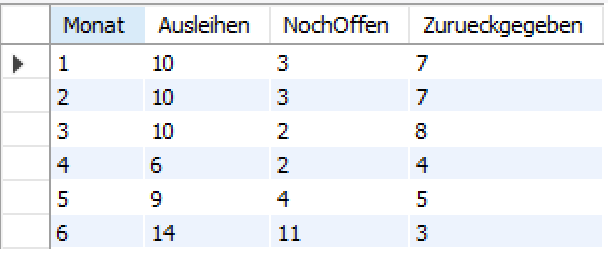 Monat Ausleihen NochOffen Zurueckgegeben
1 10 3 7
2 10 3 7
3 10 2 8
4 6 2 4
5 9 4 5
6 14 11 3